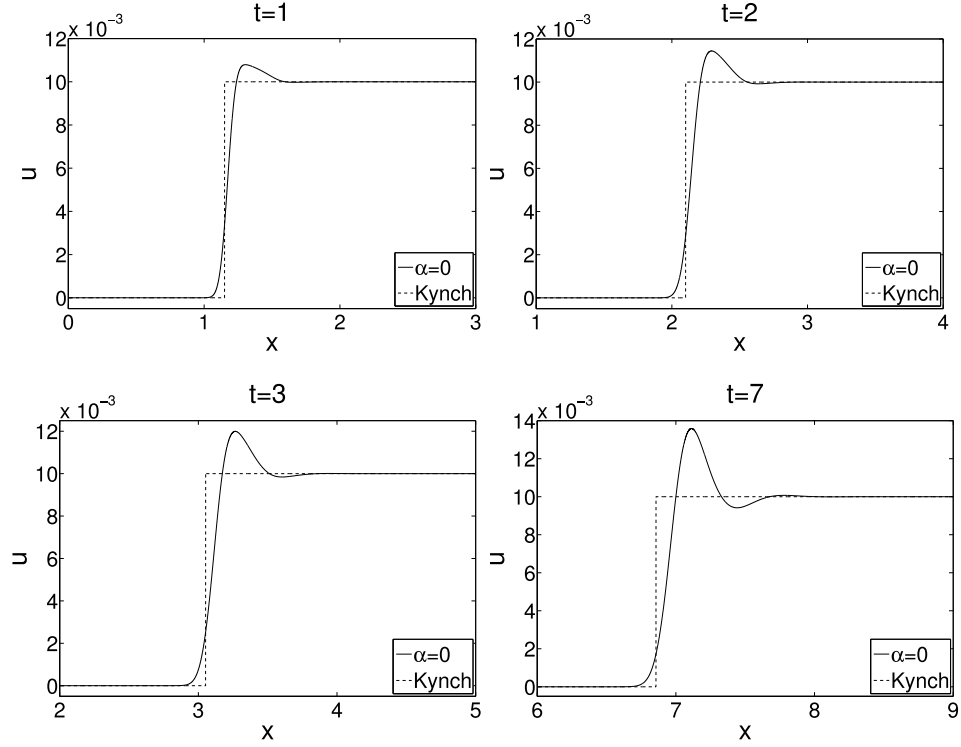 t=1
x 10⁻³
12
10
8
6
4
2
0
u
0 1 2 3
x
α=0
Kynch
t=2
x 10⁻³
12
10
8
6
4
2
0
u
1 2 3 4
x
α=0
Kynch
t=3
x 10⁻³
12
10
8
6
4
2
0
u
2 3 4 5
x
α=0
Kynch
t=7
x 10⁻³
14
12
10
8
6
4
2
0
u
6 7 8 9
x
α=0
Kynch